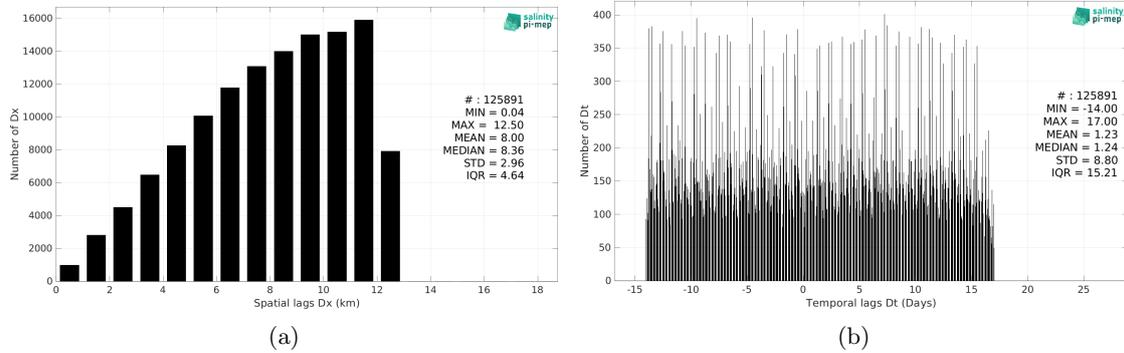 16000
14000
12000
10000
8000
6000
4000
2000
0
Number of Dx
salinity
pi-mep
# : 125891
MIN = 0.04
MAX = 12.50
MEAN = 8.00
MEDIAN = 8.36
STD = 2.96
IQR = 4.64
0 2 4 6 8 10 12 14 16 18
Spatial lags Dx (km)
(a)
400
350
300
250
200
150
100
50
0
Number of Dt
salinity
pi-mep
# : 125891
MIN = -14.00
MAX = 17.00
MEAN = 1.23
MEDIAN = 1.24
STD = 8.80
IQR = 15.21
-15 -10 -5 0 5 10 15 20 25
Temporal lags Dt (Days)
(b)